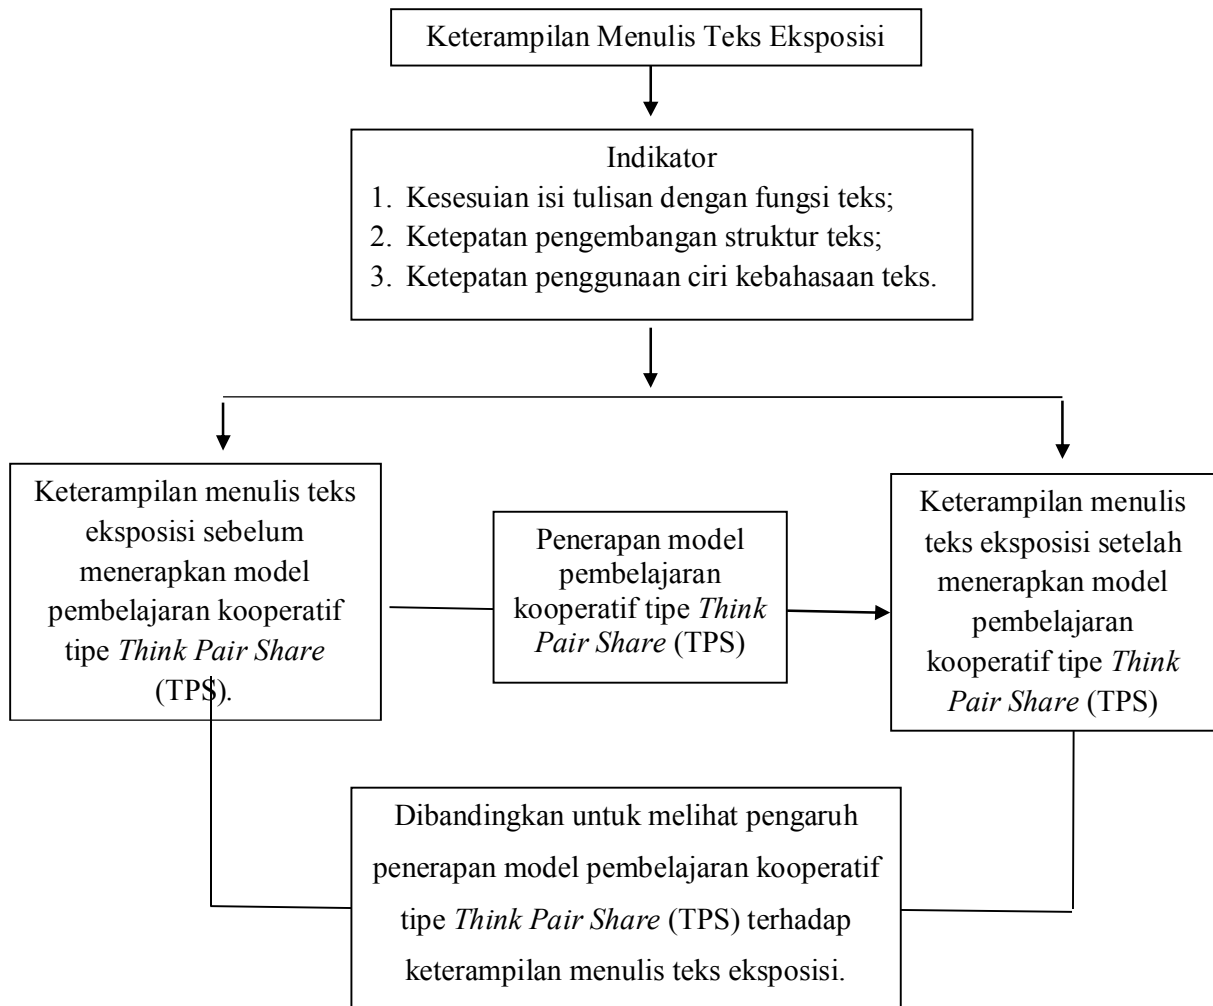 Keterampilan Menulis Teks Eksposisi
Indikator
1. Kesesuian isi tulisan dengan fungsi teks;
2. Ketepatan pengembangan struktur teks;
3. Ketepatan penggunaan ciri kebahasaan teks.
Keterampilan menulis teks
eksposisi sebelum
menerapkan model
pembelajaran kooperatif
tipe Think Pair Share
(TPS).
Penerapan model
pembelajaran
kooperatif tipe Think
Pair Share (TPS)
Keterampilan menulis
teks eksposisi setelah
menerapkan model
pembelajaran
kooperatif tipe Think
Pair Share (TPS)
Dibandingkan untuk melihat pengaruh
penerapan model pembelajaran kooperatif
tipe Think Pair Share (TPS) terhadap
keterampilan menulis teks eksposisi.